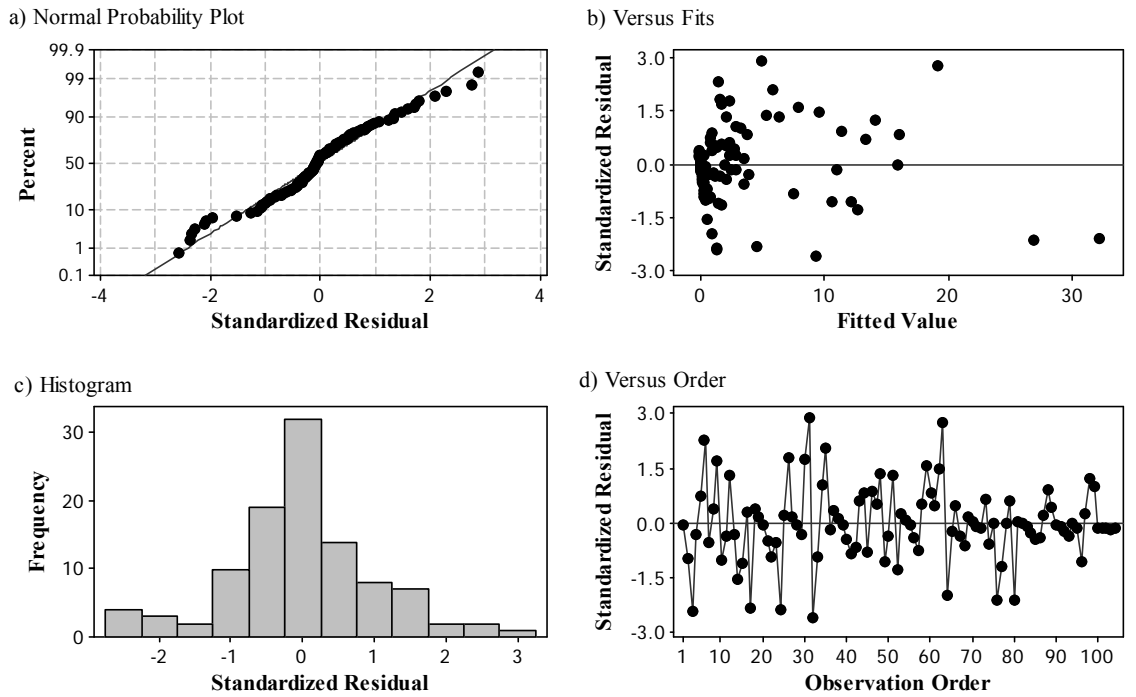 a) Normal Probability Plot
99.9
99
90
50
10
1
0.1
Percent
-4 -2 0 2 4
Standardized Residual
b) Versus Fits
3.0
1.5
0.0
-1.5
-3.0
Standardized Residual
0 10 20 30
Fitted Value
c) Histogram
30
20
10
0
Frequency
-2 -1 0 1 2 3
Standardized Residual
d) Versus Order
3.0
1.5
0.0
-1.5
-3.0
Standardized Residual
1 10 20 30 40 50 60 70 80 90 100
Observation Order